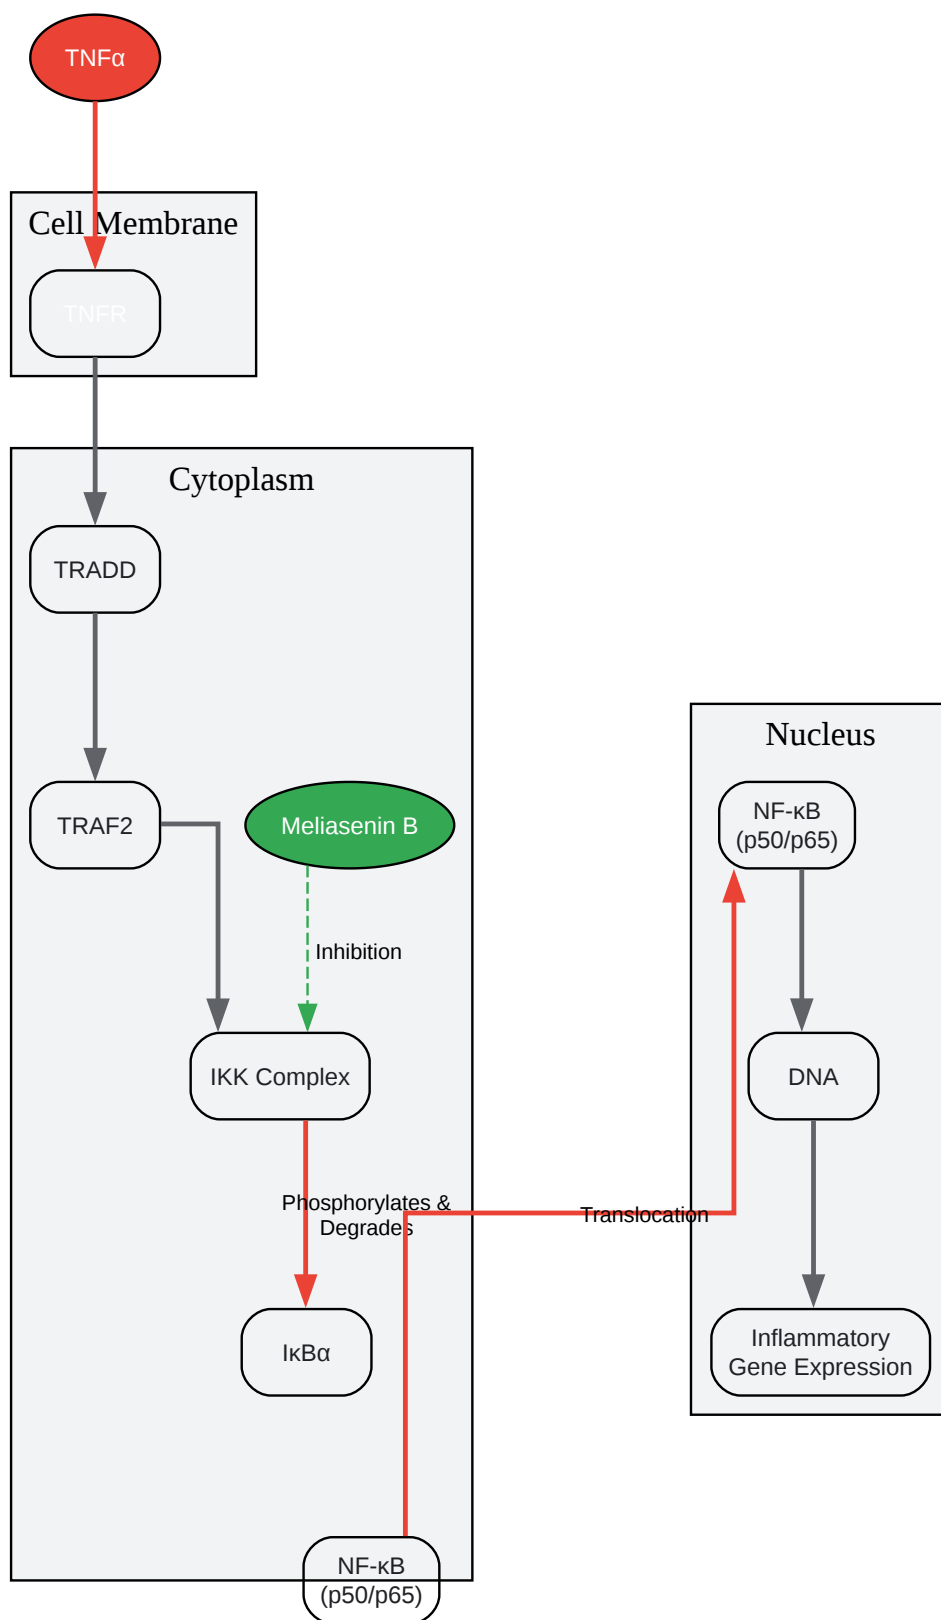 TNFα
Cell Membrane
TNFR
Cytoplasm
TRADD
TRAF2
Meliasenin B
Inhibition
IKK Complex
Phosphorylates &
Degrades
IκBα
NF-κB
(p50/p65)
Translocation
Nucleus
NF-κB
(p50/p65)
DNA
Inflammatory
Gene Expression